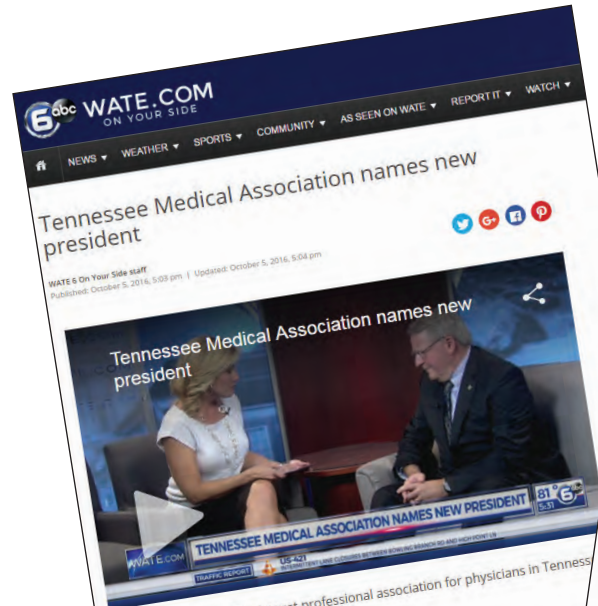 6 abc WATE.COM
ON YOUR SIDE
NEWS WEATHER SPORTS COMMUNITY AS SEEN ON WATE REPORT IT WATCH
Tennessee Medical Association names new
president
WATE 6 On Your Side staff
Published: October 5, 2016, 5:03 pm | Updated: October 5, 2016, 5:04 pm
Tennessee Medical Association names new
president
TENNESSEE MEDICAL ASSOCIATION NAMES NEW PRESIDENT
81° 6
5:31
WATE.COM
TRAFFIC REPORT
US-421
INTERMITTENT LANE CLOSURES BETWEEN BOWLING BRANCH RD AND HIGH POINT LN
professional association for physicians in Tenness